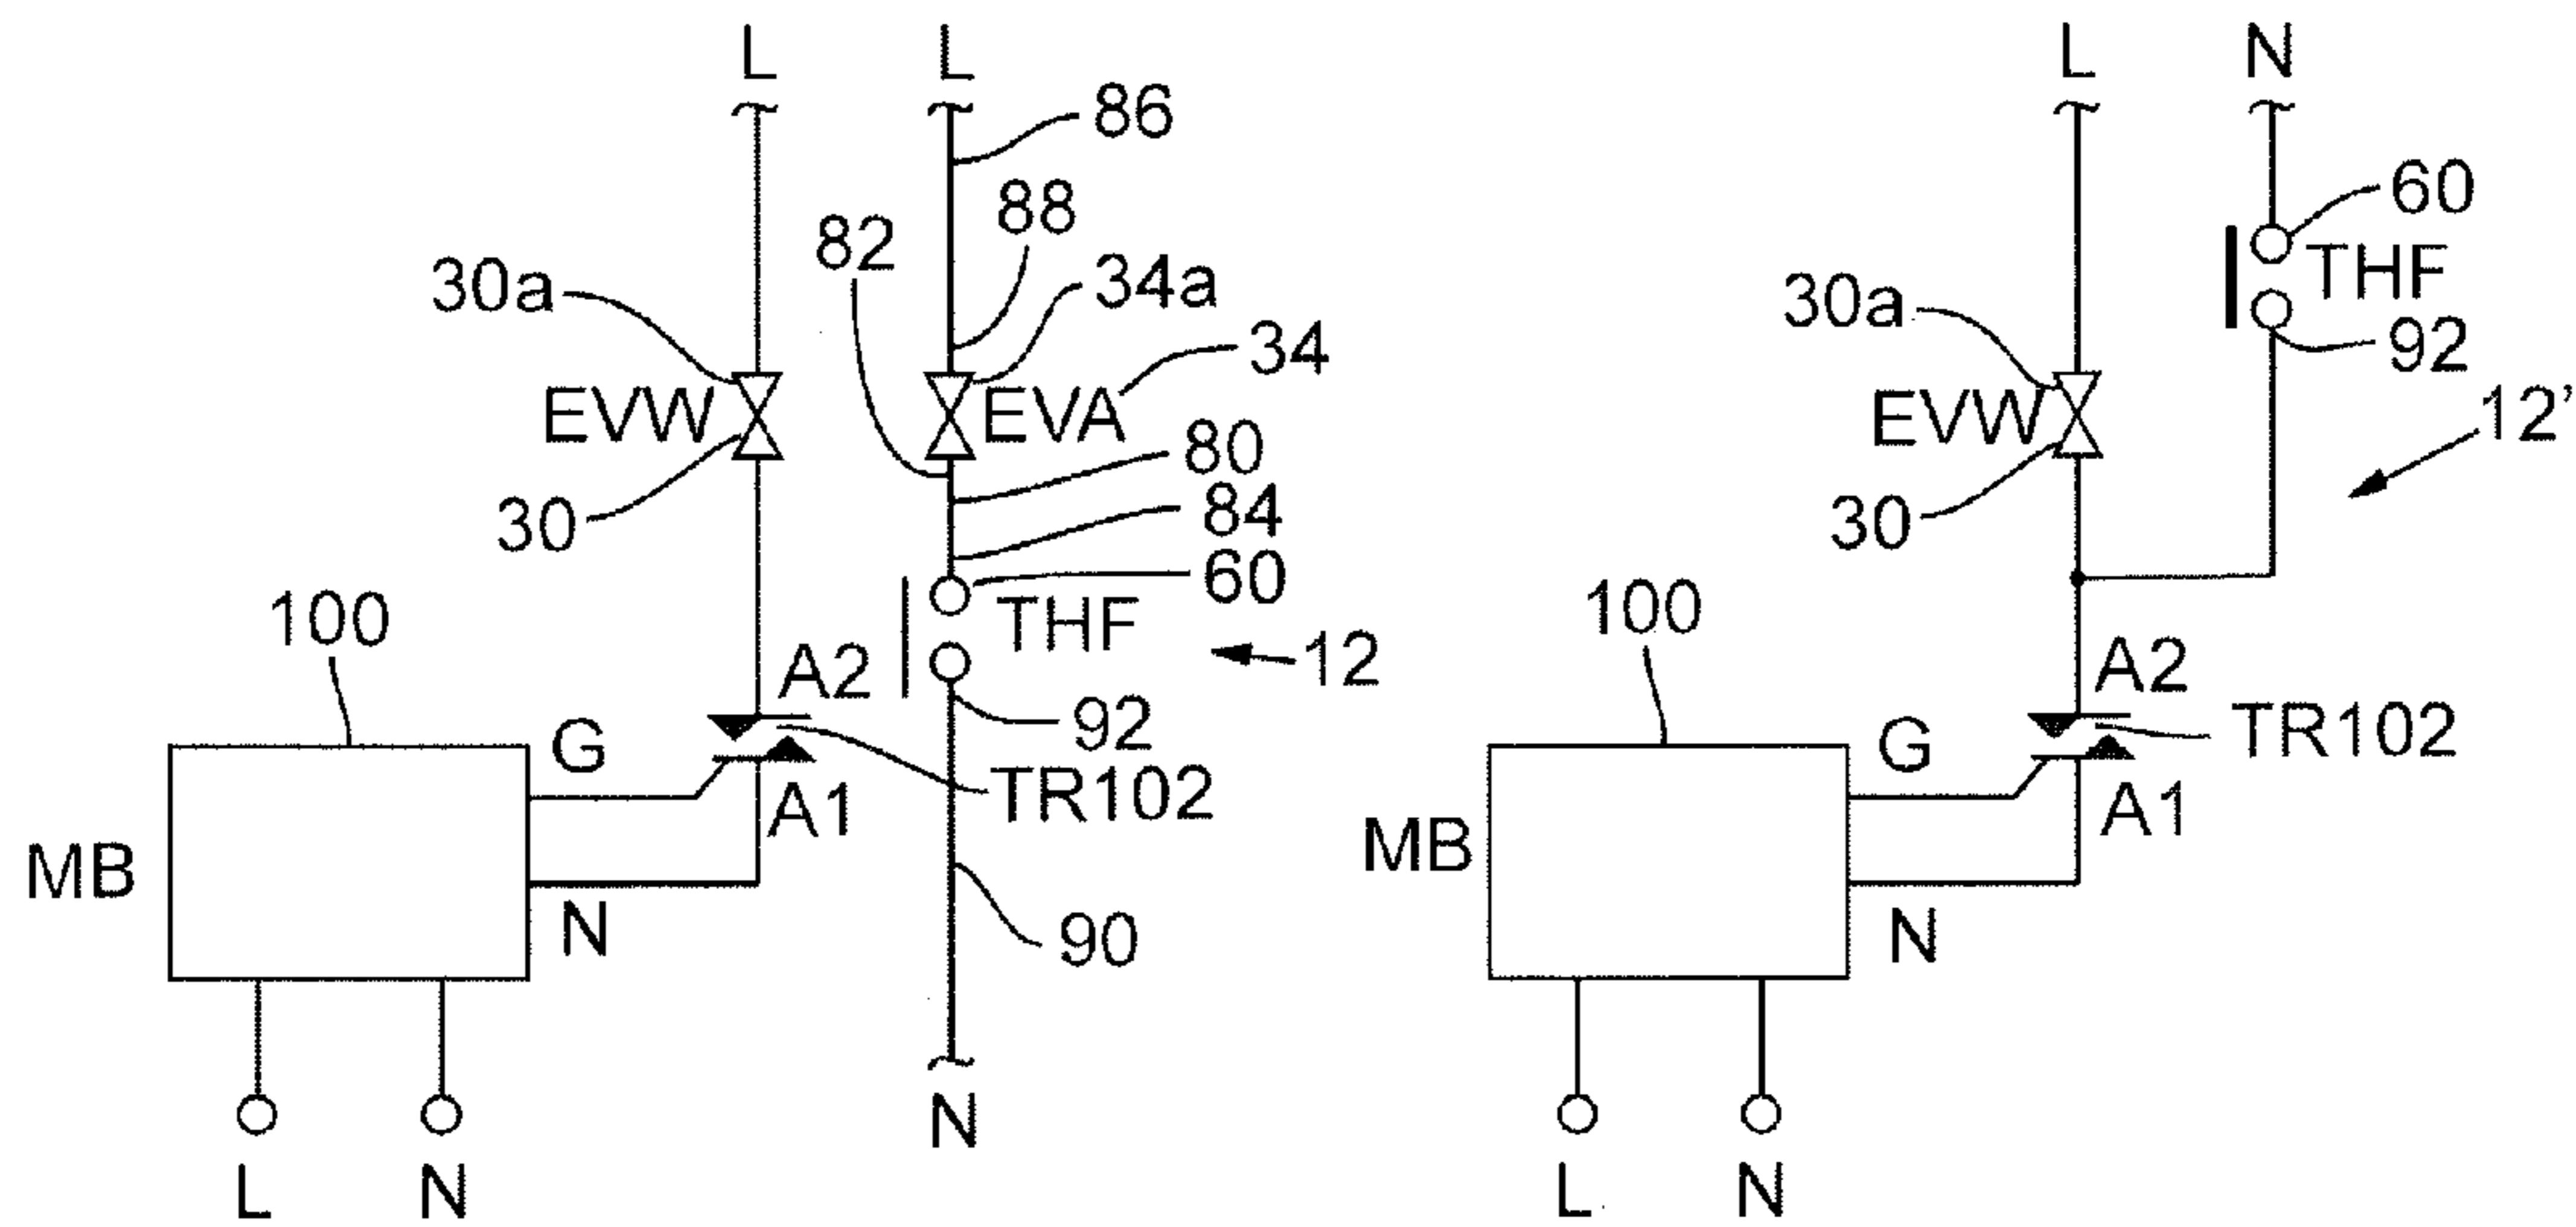 L L
86
88
82
30a 34a
34
EVW EVA
80
30 84
60
100 THF
A2 12
92
G
TR102
A1
MB
N 90
N
L N
L N
60
THF
30a
92
EVW 12’
30
100
A2
G TR102
A1
MB
N
L N